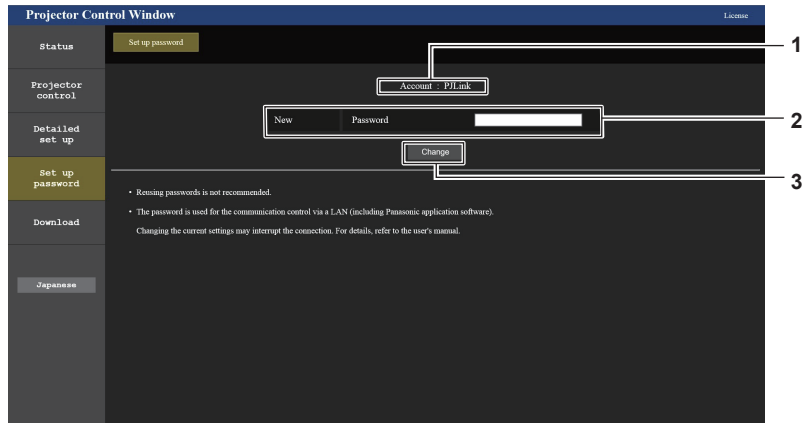 Projector Control Window
License
Status
Set up password
1
Projector
control
Account : PJLink
New Password
2
Detailed
set up
Change
3
Set up
password
• Reusing passwords is not recommended.
• The password is used for the communication control via a LAN (including Panasonic application software).
Changing the current settings may interrupt the connection. For details, refer to the user's manual.
Download
Japanese